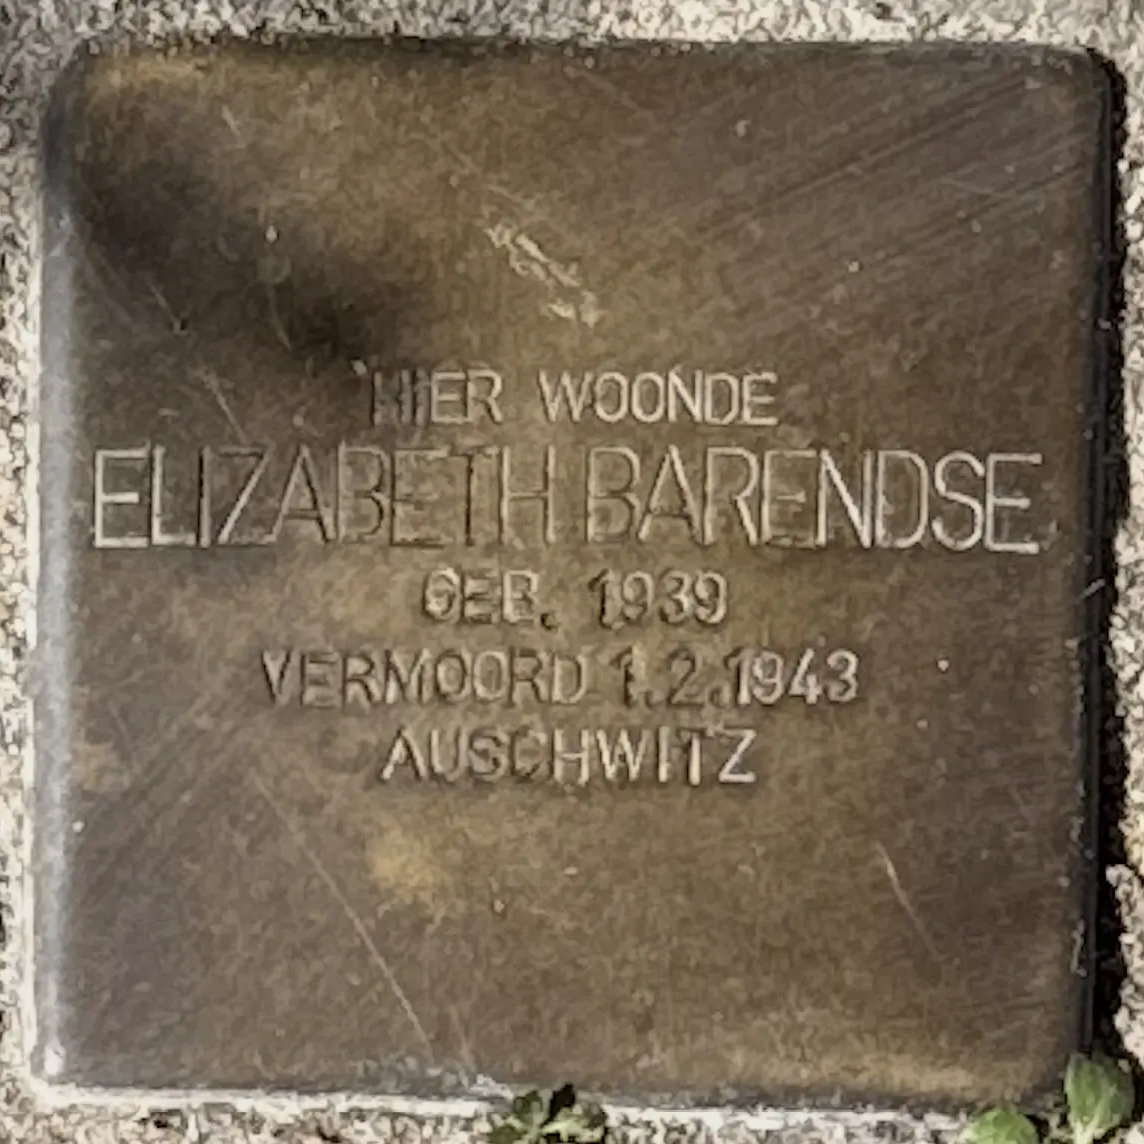 HIER WOONDE
ELIZABETH BARENDSE
GEB. 1939
VERMOORD 1.2.1943
AUSCHWITZ